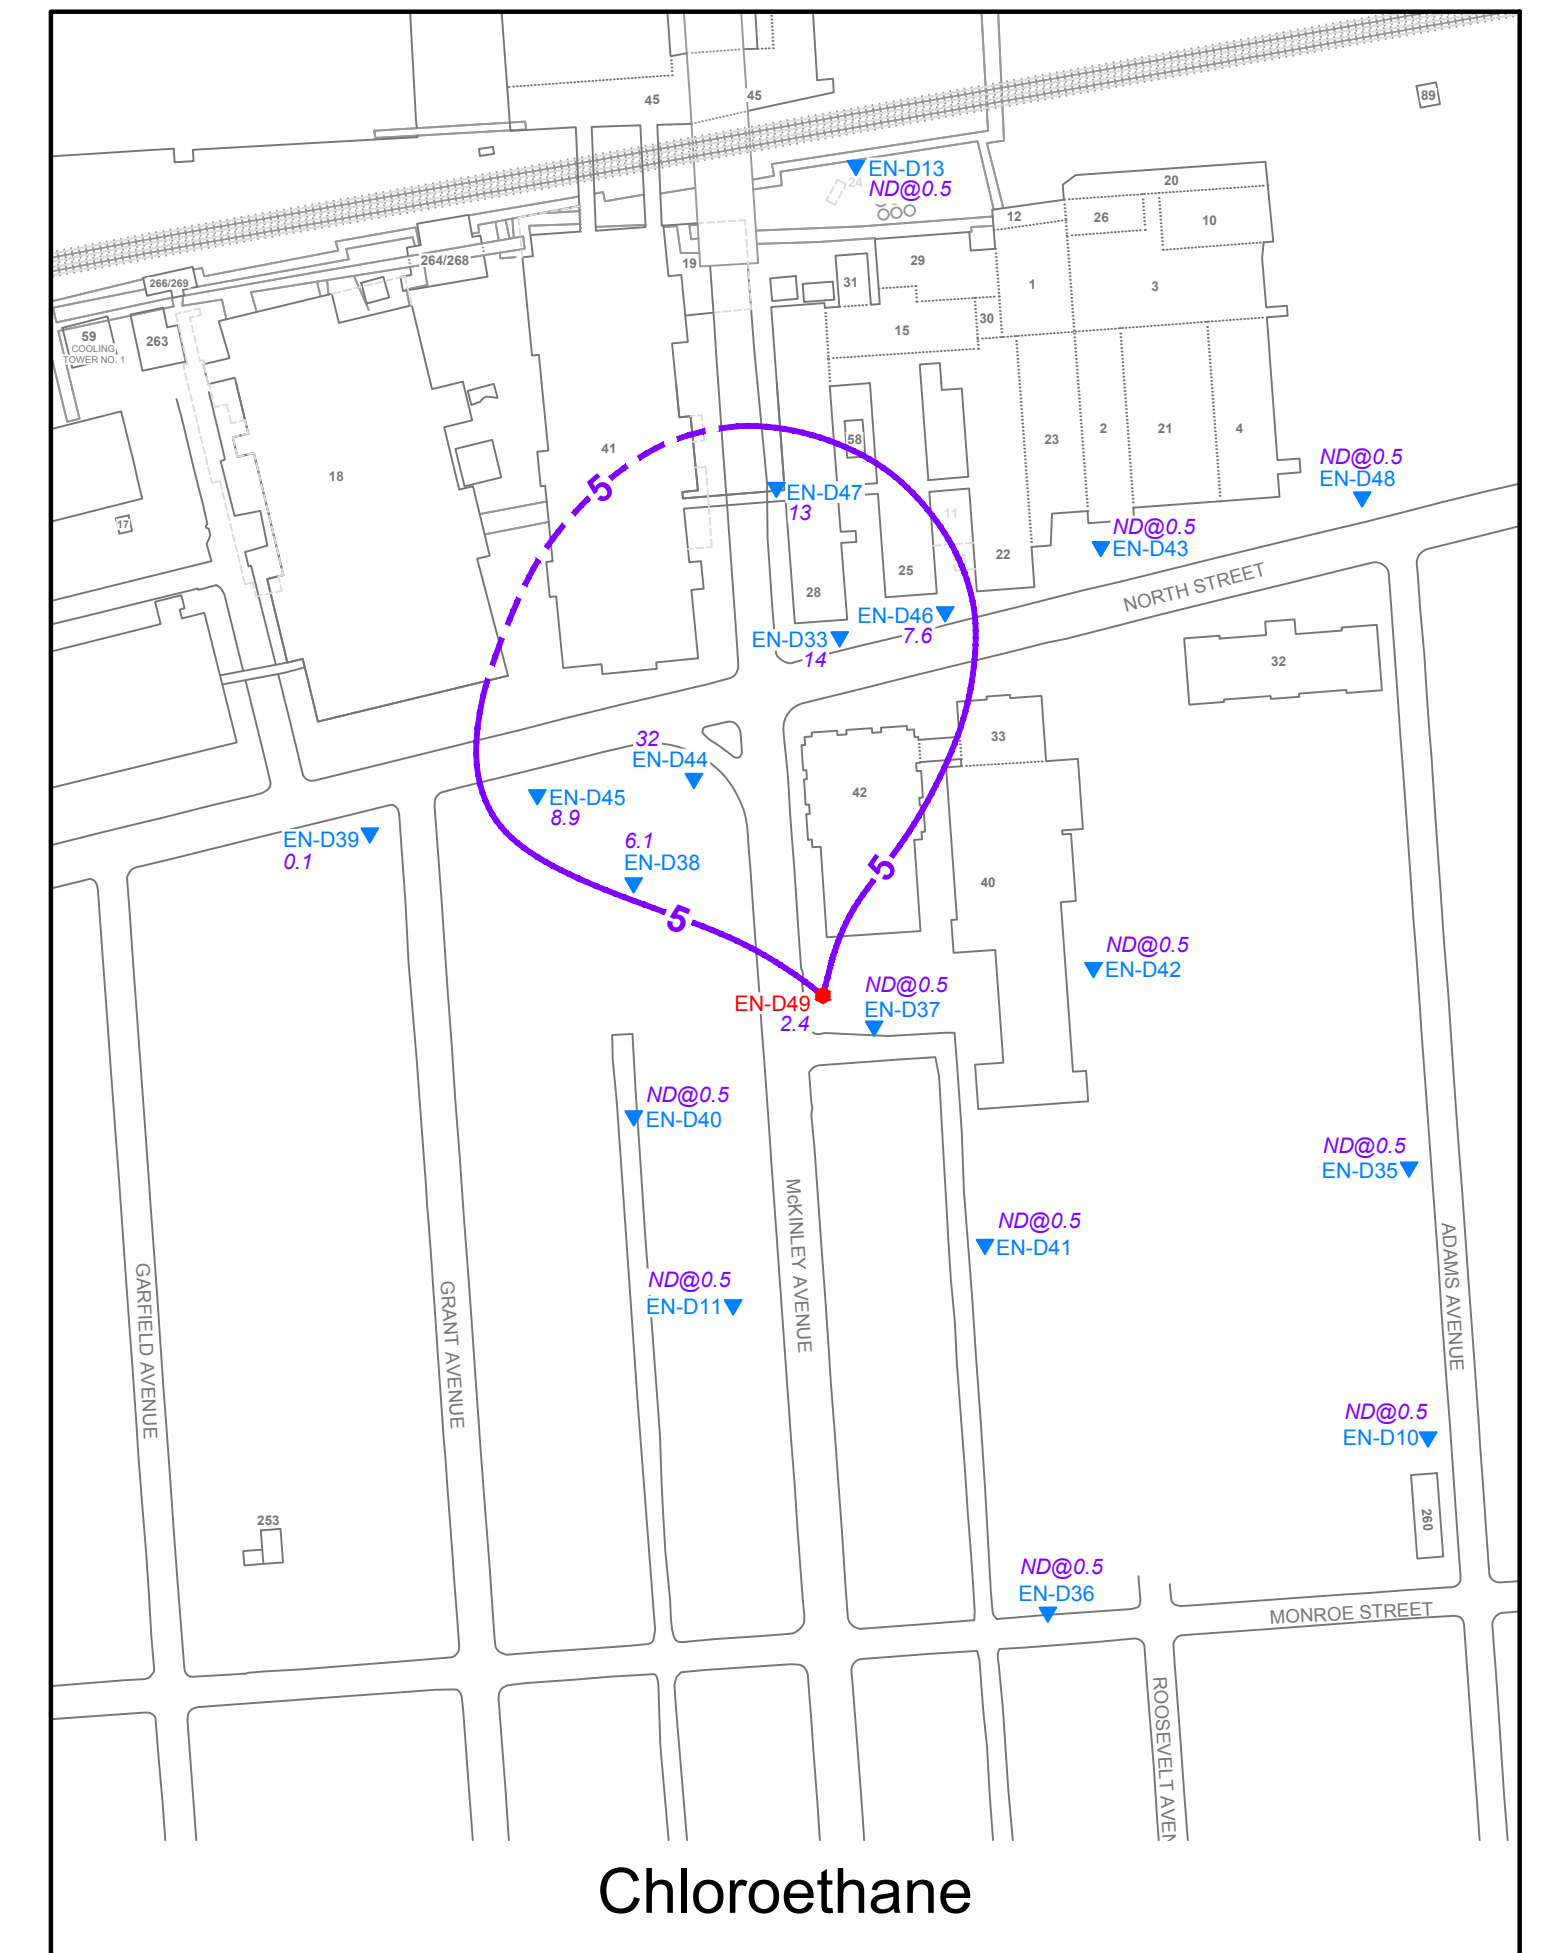 89
45
45
EN-D13
24
ND@0.5
20
12
26
10
264/268
19
29
266/269
31
1
3
30
15
59
COOLING
TOWER NO. 1
263
58
23
2
21
4
41
18
ND@0.5
EN-D48
5
EN-D47
13
11
17
ND@0.5
EN-D43
22
25
28
NORTH STREET
EN-D46
7.6
EN-D33
14
32
33
32
EN-D44
42
EN-D45
8.9
EN-D39
0.1
6.1
EN-D38
5
40
5
ND@0.5
EN-D42
ND@0.5
EN-D37
EN-D49
2.4
ND@0.5
EN-D40
ND@0.5
EN-D35
ND@0.5
EN-D41
ND@0.5
EN-D11
McKINLEY AVENUE
ADAMS AVENUE
GARFIELD AVENUE
GRANT AVENUE
ND@0.5
EN-D10
253
260
ND@0.5
EN-D36
MONROE STREET
ROOSEVELT AVEN
Chloroethane